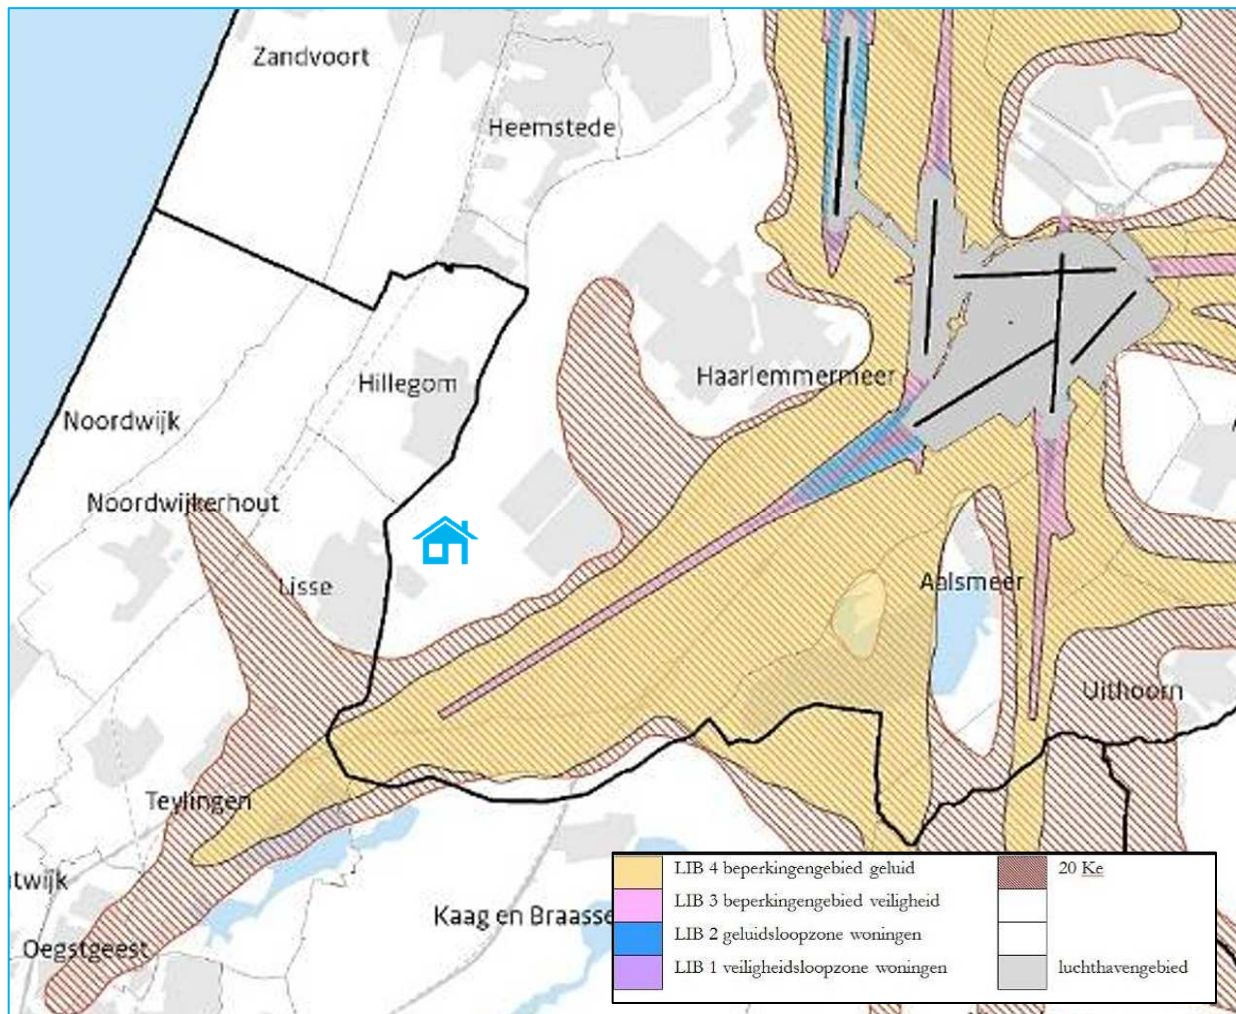 Zandvoort
Heemstede
Haarlemmermeer
Hillegom
Noordwijk
Noordwijkerhout
Lisse
Aalsmeer
Uithoorn
Teylingen
Kaag en Braasse
Oegstgeest
LIB 4 beperkingengebied geluid
20 Ke
LIB 3 beperkingengebied veiligheid
LIB 2 geluidsloopzone woningen
LIB 1 veiligheidsloopzone woningen
luchthavengebied